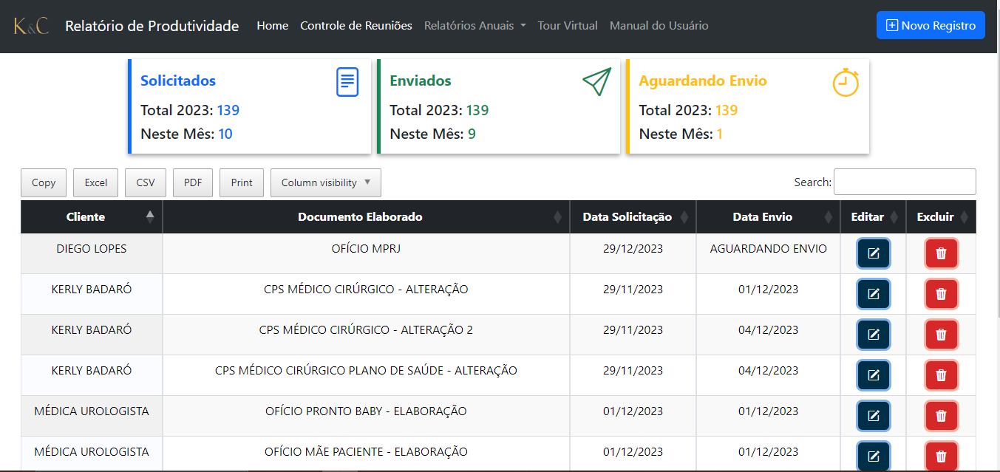 K&C Relatório de Produtividade Home Controle de Reuniões Relatórios Anuais Tour Virtual Manual do Usuário Novo Registro
Solicitados
Total 2023: 139
Neste Mês: 10
Enviados
Total 2023: 139
Neste Mês: 9
Aguardando Envio
Total 2023: 139
Neste Mês: 1
Copy Excel CSV PDF Print Column visibility Search:
Cliente Documento Elaborado Data Solicitação Data Envio Editar Excluir
DIEGO LOPES OFÍCIO MPRJ 29/12/2023 AGUARDANDO ENVIO
KERLY BADARÓ CPS MÉDICO CIRÚRGICO - ALTERAÇÃO 29/11/2023 01/12/2023
KERLY BADARÓ CPS MÉDICO CIRÚRGICO - ALTERAÇÃO 2 29/11/2023 04/12/2023
KERLY BADARÓ CPS MÉDICO CIRÚRGICO PLANO DE SAÚDE - ALTERAÇÃO 29/11/2023 04/12/2023
MÉDICA UROLOGISTA OFÍCIO PRONTO BABY - ELABORAÇÃO 01/12/2023 01/12/2023
MÉDICA UROLOGISTA OFÍCIO MÃE PACIENTE - ELABORAÇÃO 01/12/2023 01/12/2023